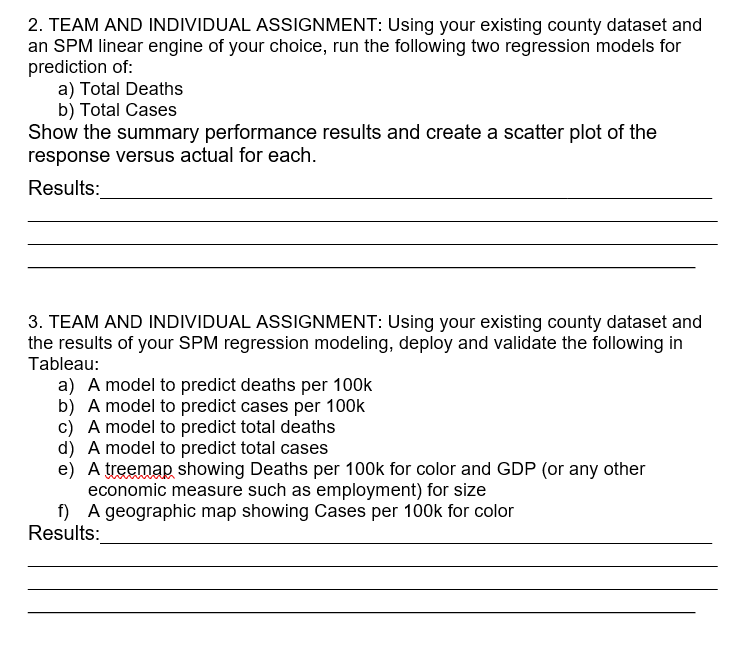 2. TEAM AND INDIVIDUAL ASSIGNMENT: Using your existing county dataset and
an SPM linear engine of your choice, run the following two regression models for
prediction of:
a) Total Deaths
b) Total Cases
Show the summary performance results and create a scatter plot of the
response versus actual for each.
Results:
3. TEAM AND INDIVIDUAL ASSIGNMENT: Using your existing county dataset and
the results of your SPM regression modeling, deploy and validate the following in
Tableau:
a) A model to predict deaths per 100k
b) A model to predict cases per 100k
c) A model to predict total deaths
d) A model to predict total cases
e) A treemap showing Deaths per 100k for color and GDP (or any other
economic measure such as employment) for size
f) A geographic map showing Cases per 100k for color
Results: